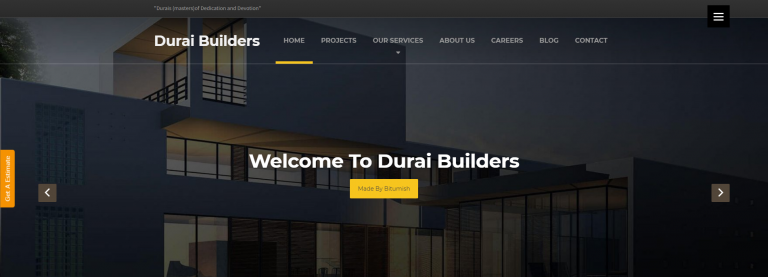 "Durais (masters)of Dedication and Devotion"
Durai Builders
HOME PROJECTS OUR SERVICES ABOUT US CAREERS BLOG CONTACT
Get A Estimate
Welcome To Durai Builders
Made By Bitumish